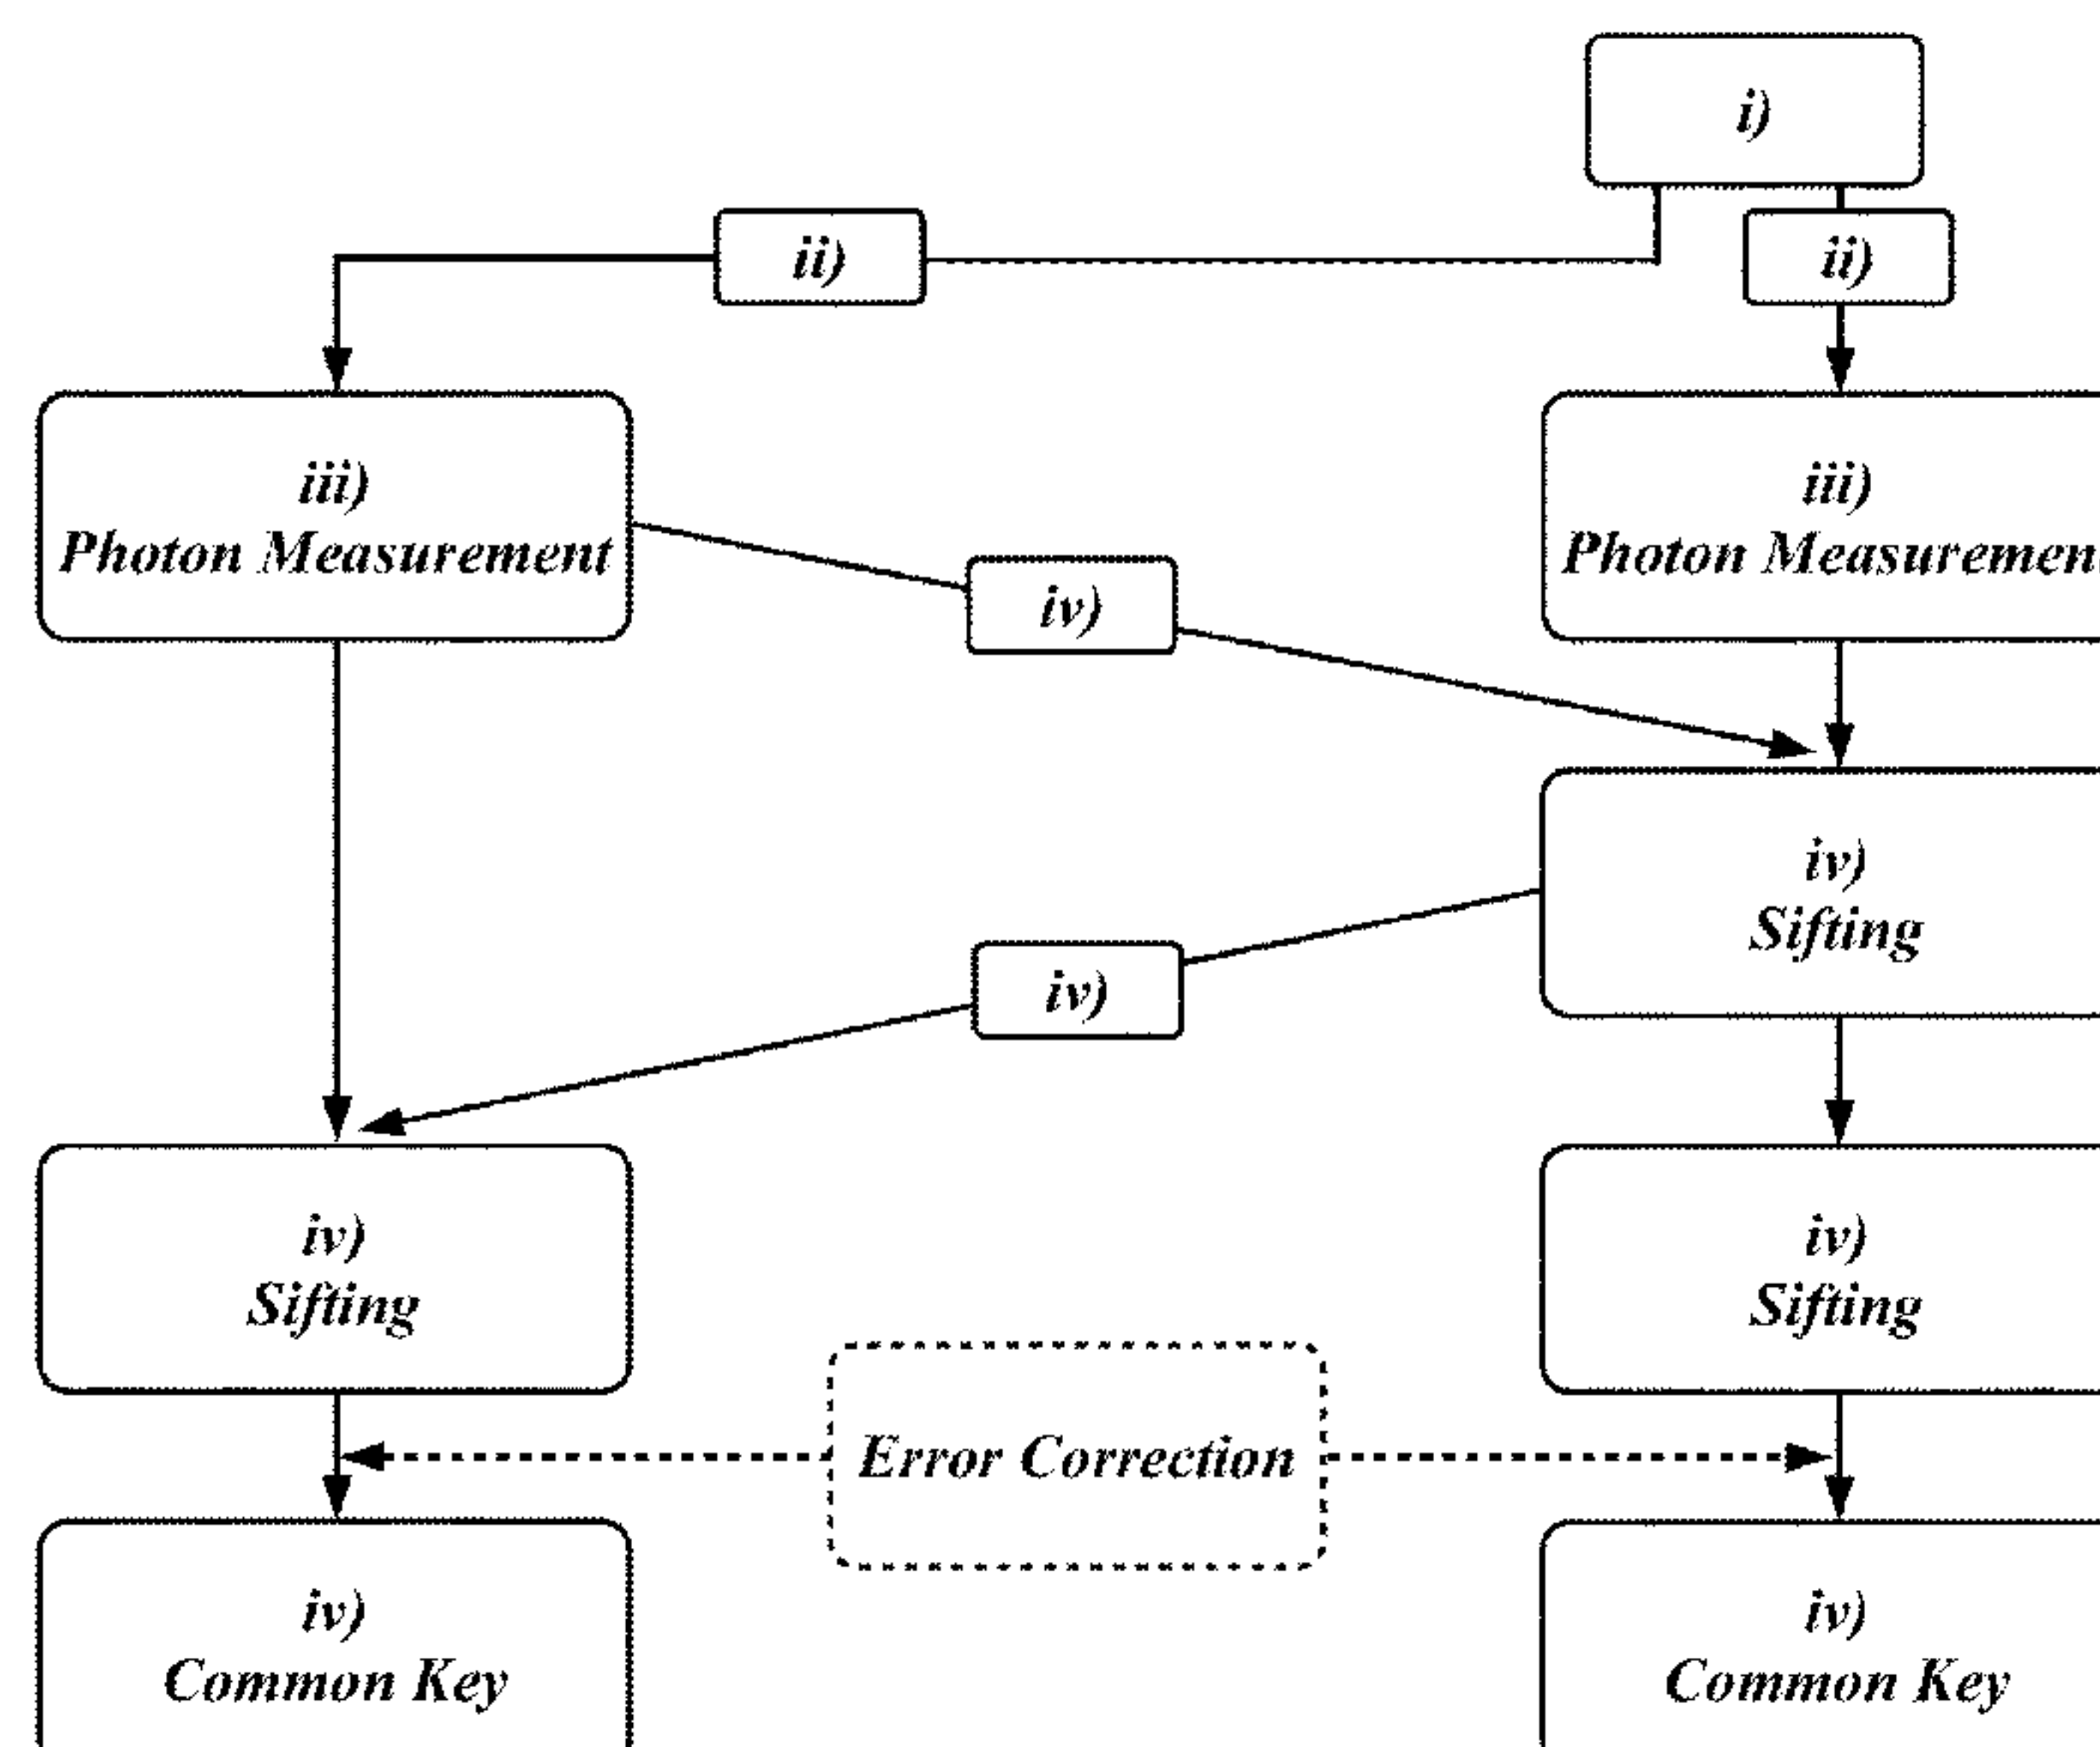 i)
ii)
ii)
iii)
Photon Measurement
iii)
Photon Measuremen
iv)
iv)
Sifting
iv)
iv)
Sifting
iv)
Sifting
Error Correction
iv)
Common Key
iv)
Common Key